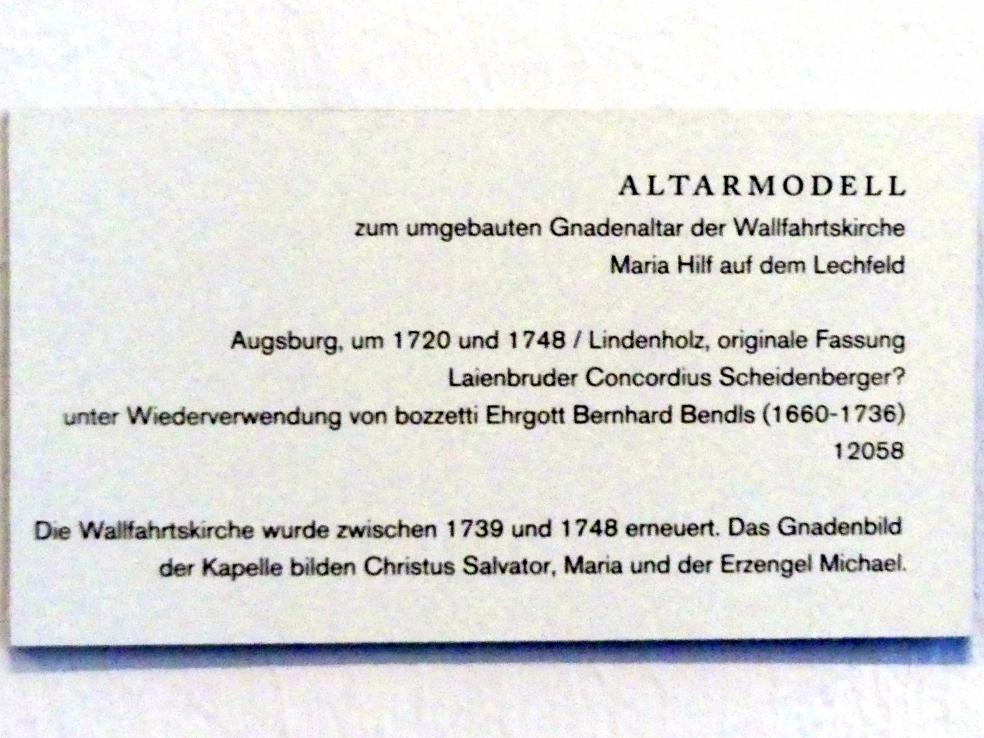 ALTARMODELL
zum umgebauten Gnadenaltar der Wallfahrtskirche
Maria Hilf auf dem Lechfeld
Augsburg, um 1720 und 1748 / Lindenholz, originale Fassung
Laienbruder Concordius Scheidenberger?
unter Wiederverwendung von bozzetti Ehrgott Bernhard Bendls (1660-1736)
12058
Die Wallfahrtskirche wurde zwischen 1739 und 1748 erneuert. Das Gnadenbild
der Kapelle bilden Christus Salvator, Maria und der Erzengel Michael.